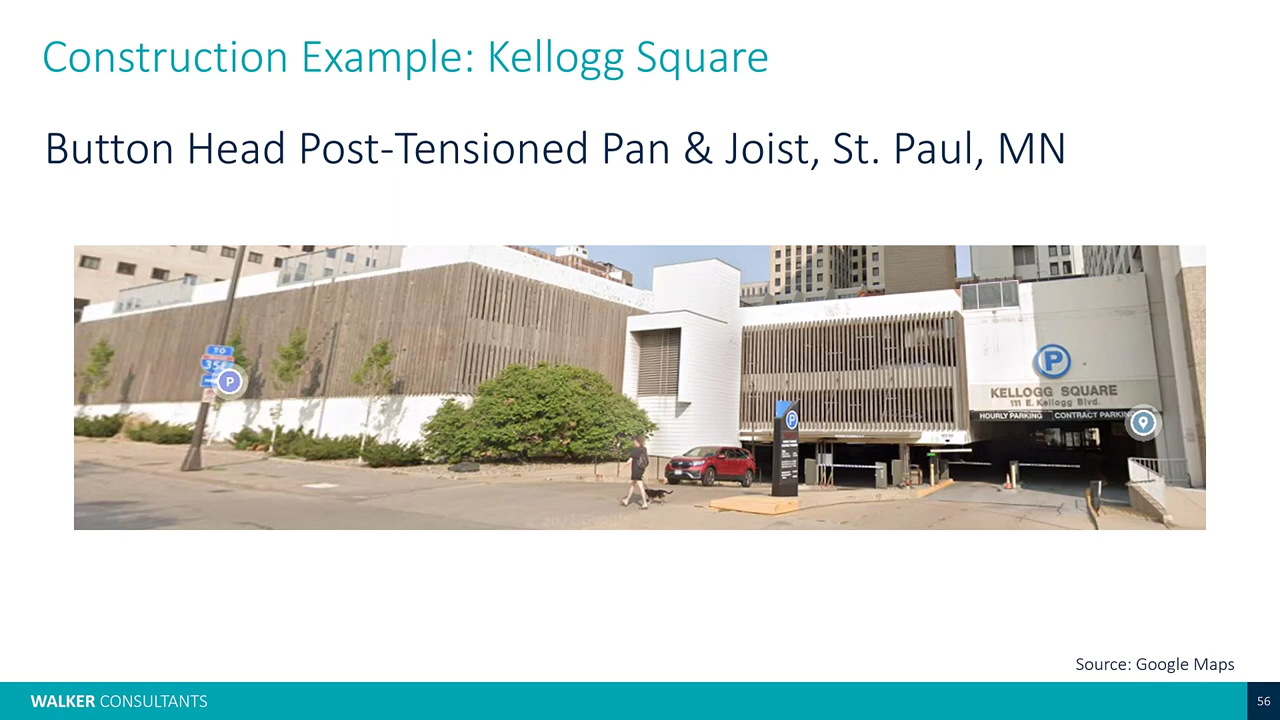 Construction Example: Kellogg Square
Button Head Post-Tensioned Pan & Joist, St. Paul, MN
TO
P
P
KELLOGG SQUARE
111 E. Kellogg Blvd.
HOURLY PARKING CONTRACT PARKING
P
Source: Google Maps
WALKER CONSULTANTS
56